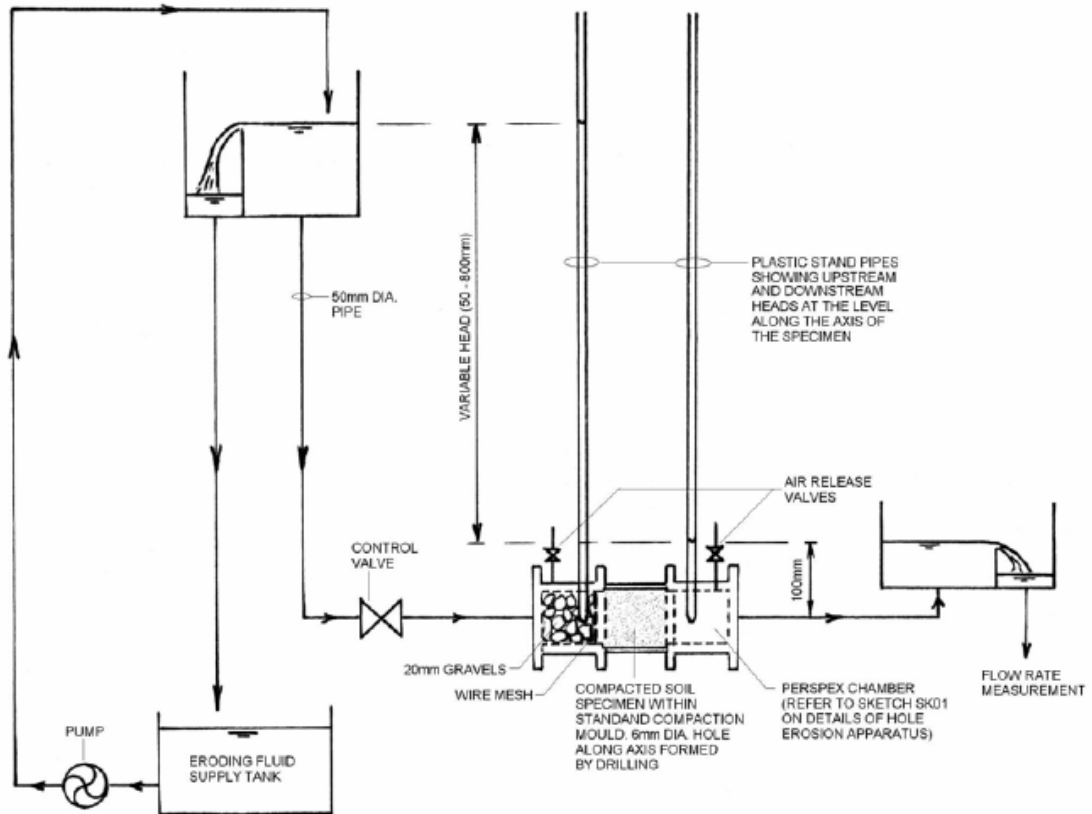 50mm DIA.
PIPE
VARIABLE HEAD (50 - 800mm)
PLASTIC STAND PIPES
SHOWING UPSTREAM
AND DOWNSTREAM
HEADS AT THE LEVEL
ALONG THE AXIS OF
THE SPECIMEN
AIR RELEASE
VALVES
CONTROL
VALVE
100mm
20mm GRAVELS
WIRE MESH
COMPACTED SOIL
SPECIMEN WITHIN
STANDAND COMPACTION
MOULD. 6mm DIA. HOLE
ALONG AXIS FORMED
BY DRILLING
PERSPEX CHAMBER
(REFER TO SKETCH SK01
ON DETAILS OF HOLE
EROSION APPARATUS)
FLOW RATE
MEASUREMENT
PUMP
ERODING FLUID
SUPPLY TANK